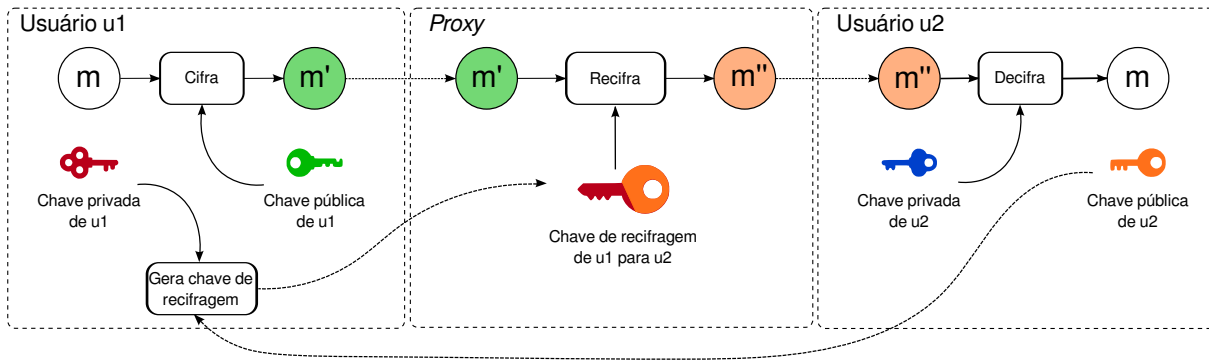 Usuário u1
Proxy
Usuário u2
m
Cifra
m'
m'
Recifra
m''
m''
Decifra
m
Chave privada
de u1
Chave pública
de u1
Chave de recifragem
de u1 para u2
Chave privada
de u2
Chave pública
de u2
Gera chave de
recifragem